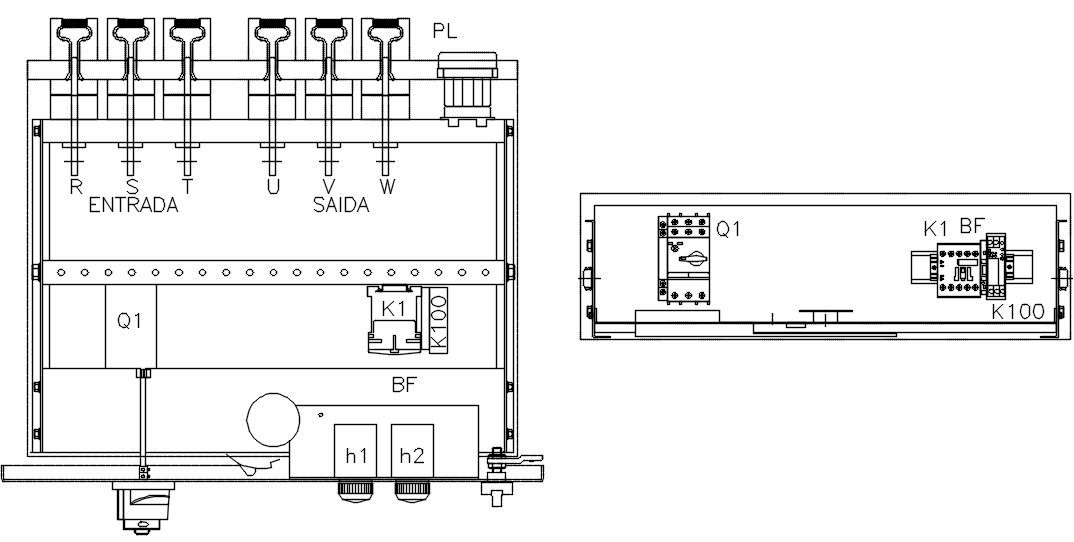 PL
R S T U V W
ENTRADA SAIDA
Q1
K1
K100
BF
h1
h2
Q1
K1
BF
K100